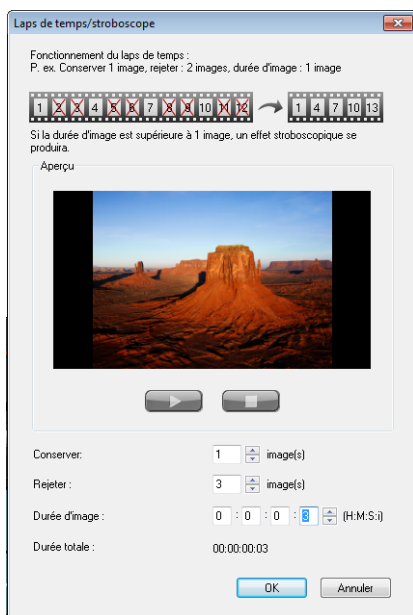 Laps de temps/stroboscope
Fonctionnement du laps de temps :
P. ex. Conserver 1 image, rejeter : 2 images, durée d'image : 1 image
1 2 3 4 5 6 7 8 9 10 11 12 1 4 7 10 13
Si la durée d'image est supérieure à 1 image, un effet stroboscopique se
produira.
Aperçu
Conserver: 1 image(s)
Rejeter : 3 image(s)
Durée d'image : 0 : 0 : 0 : 3 (H:M:S:i)
Durée totale : 00:00:00:03
OK Annuler